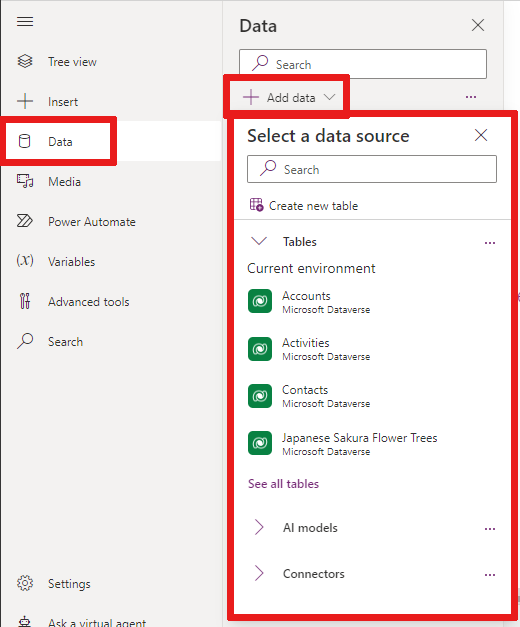 Tree view
Insert
Data
Media
Power Automate
(x) Variables
Advanced tools
Search
Settings
Ask a virtual agent
Data
Search
Add data
Select a data source
Search
Create new table
Tables
Current environment
Accounts
Microsoft Dataverse
Activities
Microsoft Dataverse
Contacts
Microsoft Dataverse
Japanese Sakura Flower Trees
Microsoft Dataverse
See all tables
AI models
Connectors